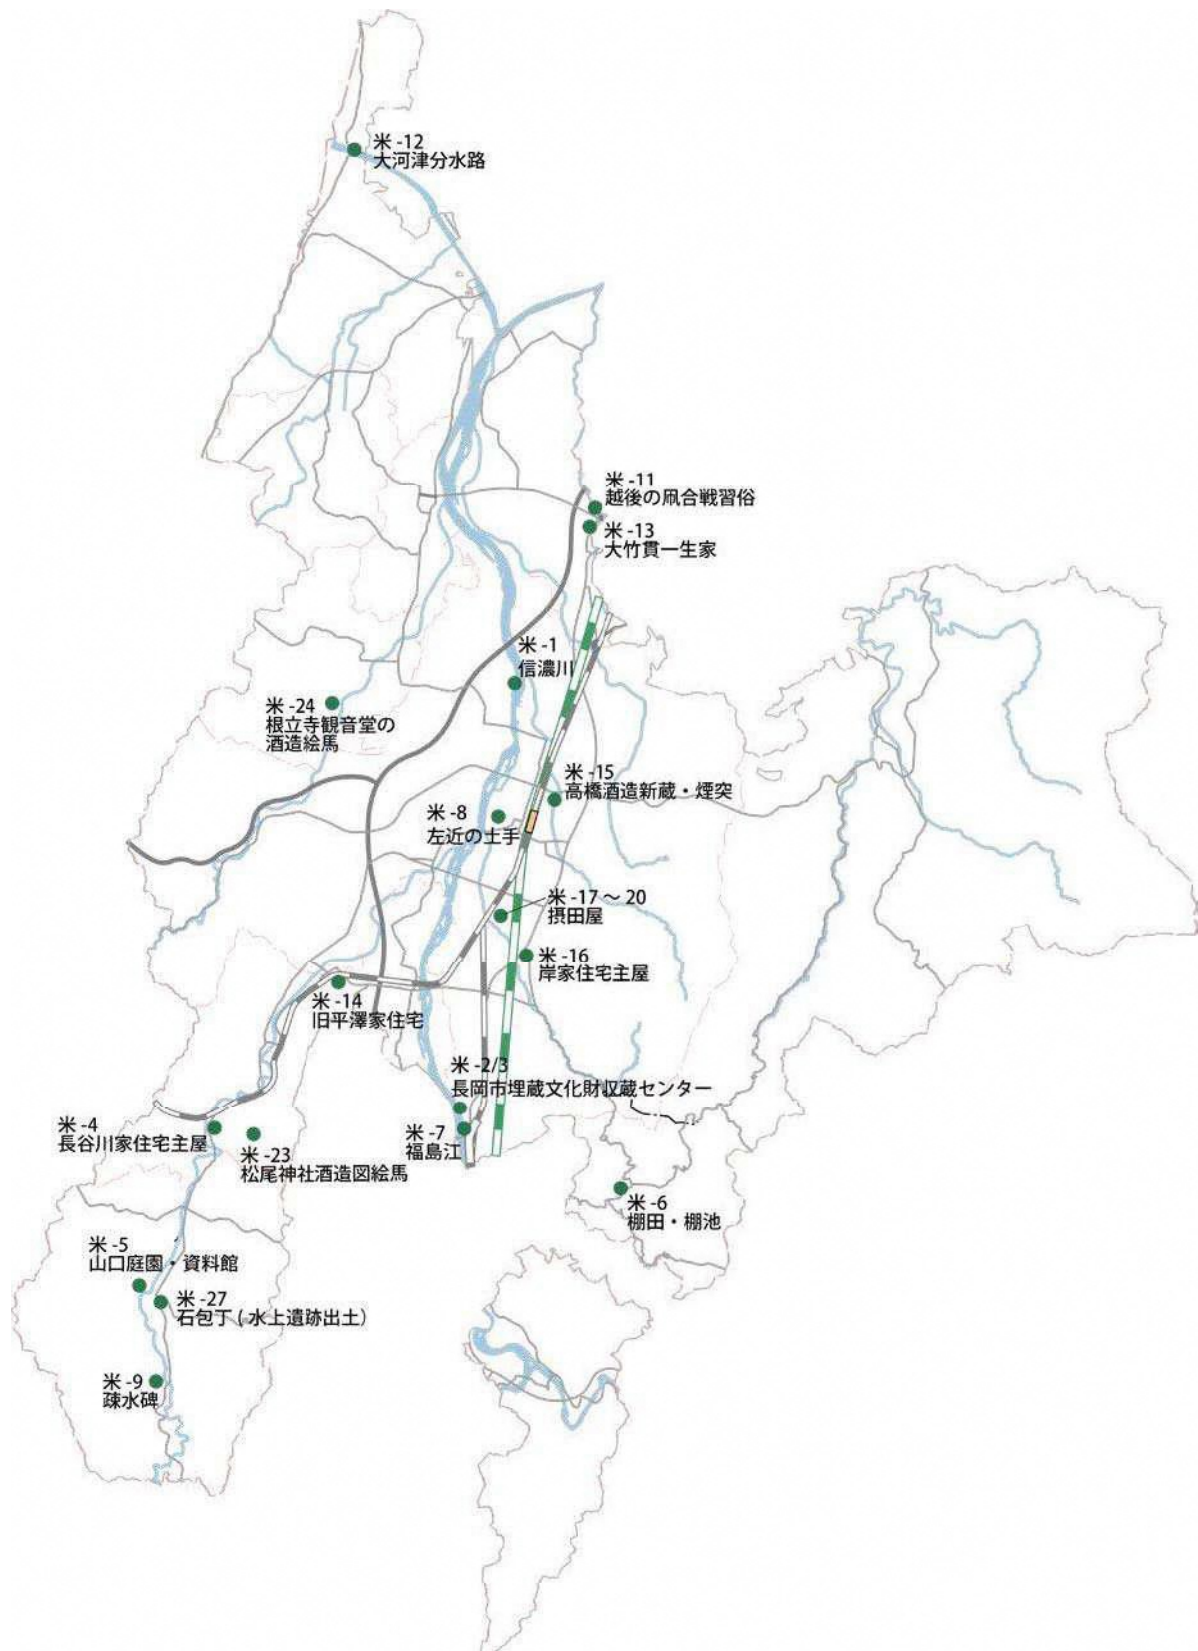 米 -12
大河津分水路
米 -11
越後の凧合戦習俗
米 -13
大竹貫一生家
米 -1
信濃川
米 -24
根立寺観音堂の
酒造絵馬
米 -15
高橋酒造新蔵・煙突
米 -8
左近の土手
米 -17 ~ 20
摂田屋
米 -16
岸家住宅主屋
米 -14
旧平澤家住宅
米 -2/3
長岡市埋蔵文化財収蔵センター
米 -4
長谷川家住宅主屋
米 -7
福島江
米 -23
松尾神社酒造図絵馬
米 -6
棚田・棚池
米 -5
山口庭園・資料館
米 -27
石包丁 ( 水上遺跡出土)
米 -9
疎水碑